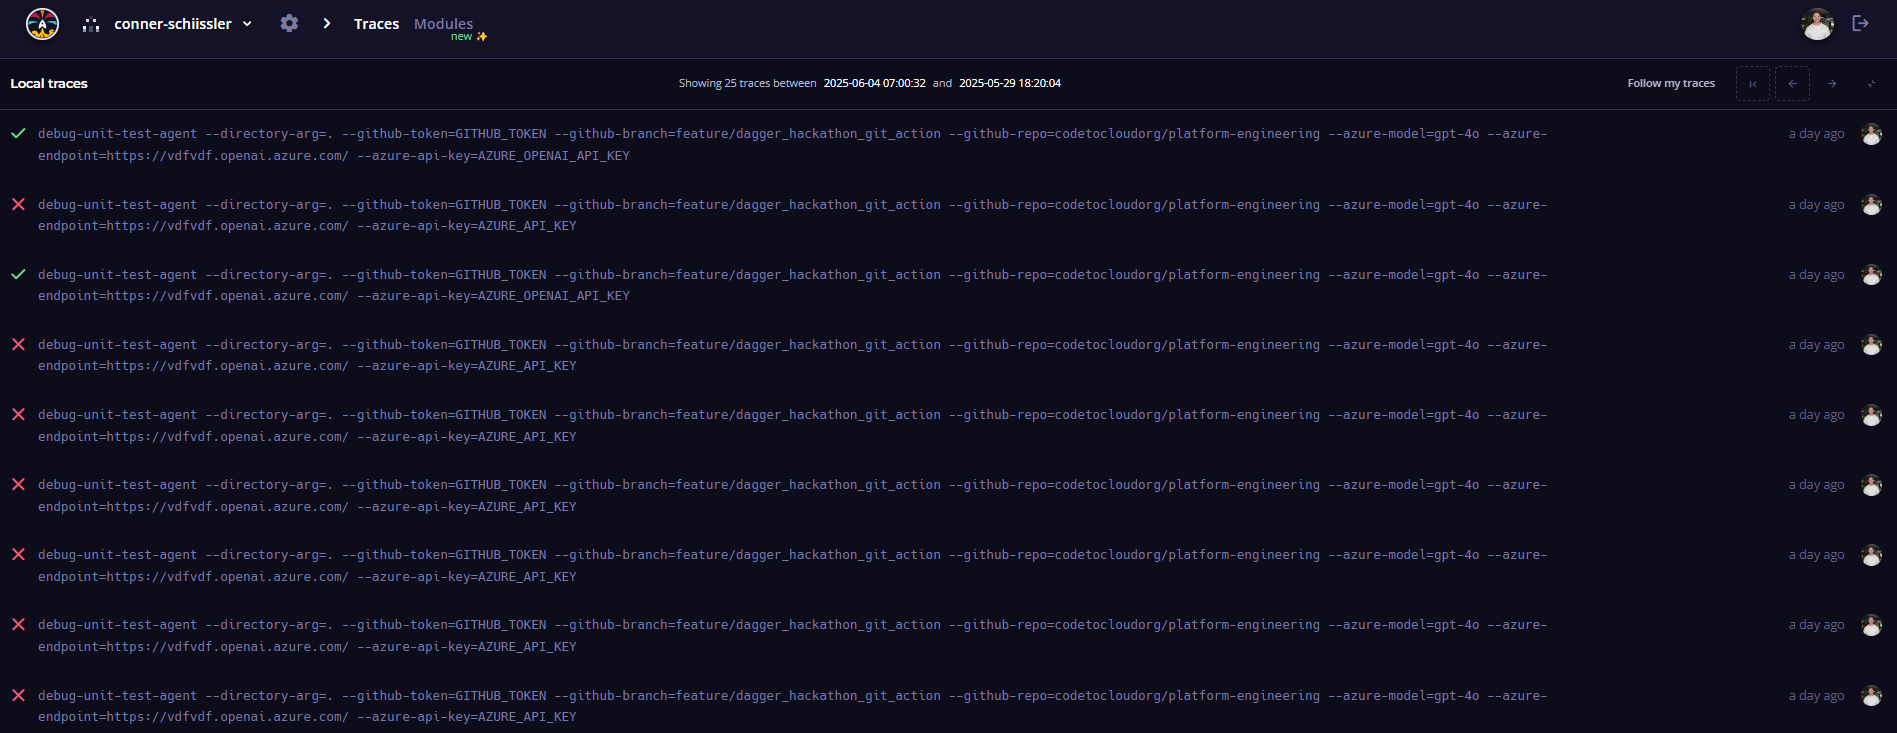 conner-schiissler
Traces
Modules
new ✨
Local traces
Showing 25 traces between 2025-06-04 07:00:32 and 2025-05-29 18:20:04
Follow my traces
debug-unit-test-agent --directory-arg=. --github-token=GITHUB_TOKEN --github-branch=feature/dagger_hackathon_git_action --github-repo=codetocloudorg/platform-engineering --azure-model=gpt-4o --azure-
endpoint=https://vdfvdf.openai.azure.com/ --azure-api-key=AZURE_OPENAI_API_KEY
a day ago
debug-unit-test-agent --directory-arg=. --github-token=GITHUB_TOKEN --github-branch=feature/dagger_hackathon_git_action --github-repo=codetocloudorg/platform-engineering --azure-model=gpt-4o --azure-
endpoint=https://vdfvdf.openai.azure.com/ --azure-api-key=AZURE_API_KEY
a day ago
debug-unit-test-agent --directory-arg=. --github-token=GITHUB_TOKEN --github-branch=feature/dagger_hackathon_git_action --github-repo=codetocloudorg/platform-engineering --azure-model=gpt-4o --azure-
endpoint=https://vdfvdf.openai.azure.com/ --azure-api-key=AZURE_OPENAI_API_KEY
a day ago
debug-unit-test-agent --directory-arg=. --github-token=GITHUB_TOKEN --github-branch=feature/dagger_hackathon_git_action --github-repo=codetocloudorg/platform-engineering --azure-model=gpt-4o --azure-
endpoint=https://vdfvdf.openai.azure.com/ --azure-api-key=AZURE_API_KEY
a day ago
debug-unit-test-agent --directory-arg=. --github-token=GITHUB_TOKEN --github-branch=feature/dagger_hackathon_git_action --github-repo=codetocloudorg/platform-engineering --azure-model=gpt-4o --azure-
endpoint=https://vdfvdf.openai.azure.com/ --azure-api-key=AZURE_API_KEY
a day ago
debug-unit-test-agent --directory-arg=. --github-token=GITHUB_TOKEN --github-branch=feature/dagger_hackathon_git_action --github-repo=codetocloudorg/platform-engineering --azure-model=gpt-4o --azure-
endpoint=https://vdfvdf.openai.azure.com/ --azure-api-key=AZURE_API_KEY
a day ago
debug-unit-test-agent --directory-arg=. --github-token=GITHUB_TOKEN --github-branch=feature/dagger_hackathon_git_action --github-repo=codetocloudorg/platform-engineering --azure-model=gpt-4o --azure-
endpoint=https://vdfvdf.openai.azure.com/ --azure-api-key=AZURE_API_KEY
a day ago
debug-unit-test-agent --directory-arg=. --github-token=GITHUB_TOKEN --github-branch=feature/dagger_hackathon_git_action --github-repo=codetocloudorg/platform-engineering --azure-model=gpt-4o --azure-
endpoint=https://vdfvdf.openai.azure.com/ --azure-api-key=AZURE_API_KEY
a day ago
debug-unit-test-agent --directory-arg=. --github-token=GITHUB_TOKEN --github-branch=feature/dagger_hackathon_git_action --github-repo=codetocloudorg/platform-engineering --azure-model=gpt-4o --azure-
endpoint=https://vdfvdf.openai.azure.com/ --azure-api-key=AZURE_API_KEY
a day ago